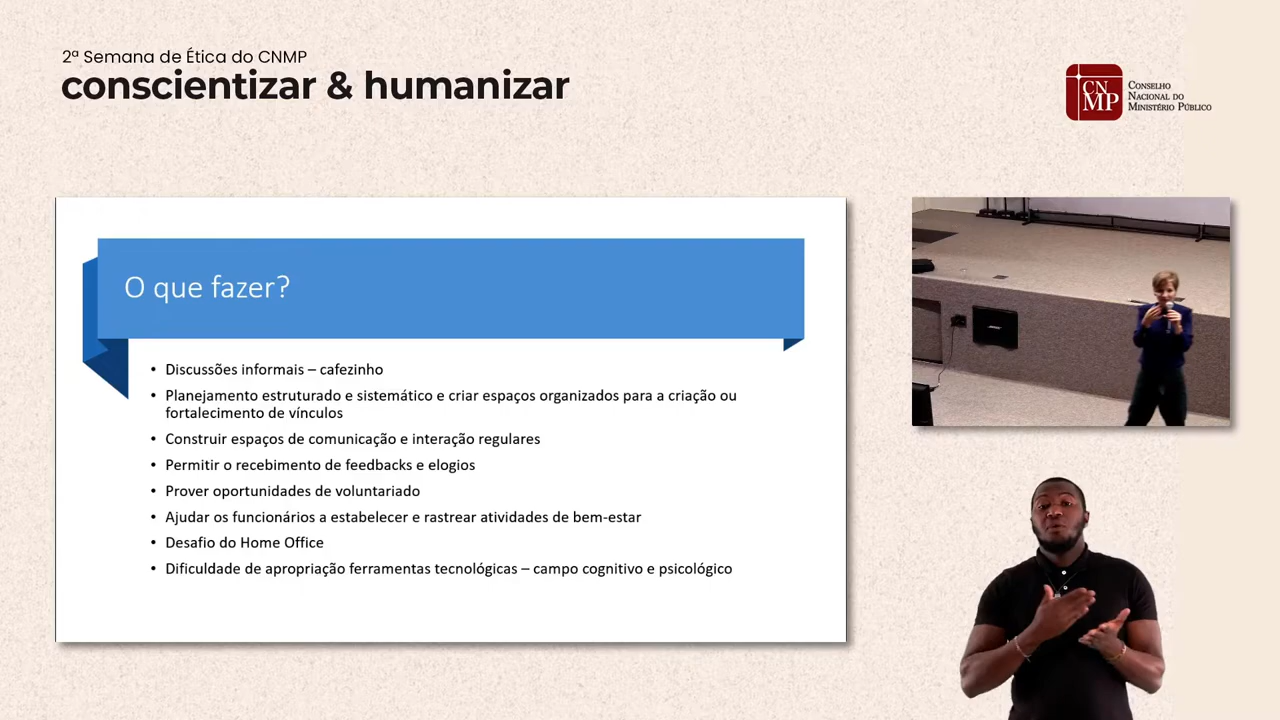 2ª Semana de Ética do CNMP
conscientizar & humanizar
CN
MP
CONSELHO
NACIONAL DO
MINISTÉRIO PÚBLICO
O que fazer?
• Discussões informais – cafezinho
• Planejamento estruturado e sistemático e criar espaços organizados para a criação ou
fortalecimento de vínculos
• Construir espaços de comunicação e interação regulares
• Permitir o recebimento de feedbacks e elogios
• Prover oportunidades de voluntariado
• Ajudar os funcionários a estabelecer e rastrear atividades de bem-estar
• Desafio do Home Office
• Dificuldade de apropriação ferramentas tecnológicas – campo cognitivo e psicológico